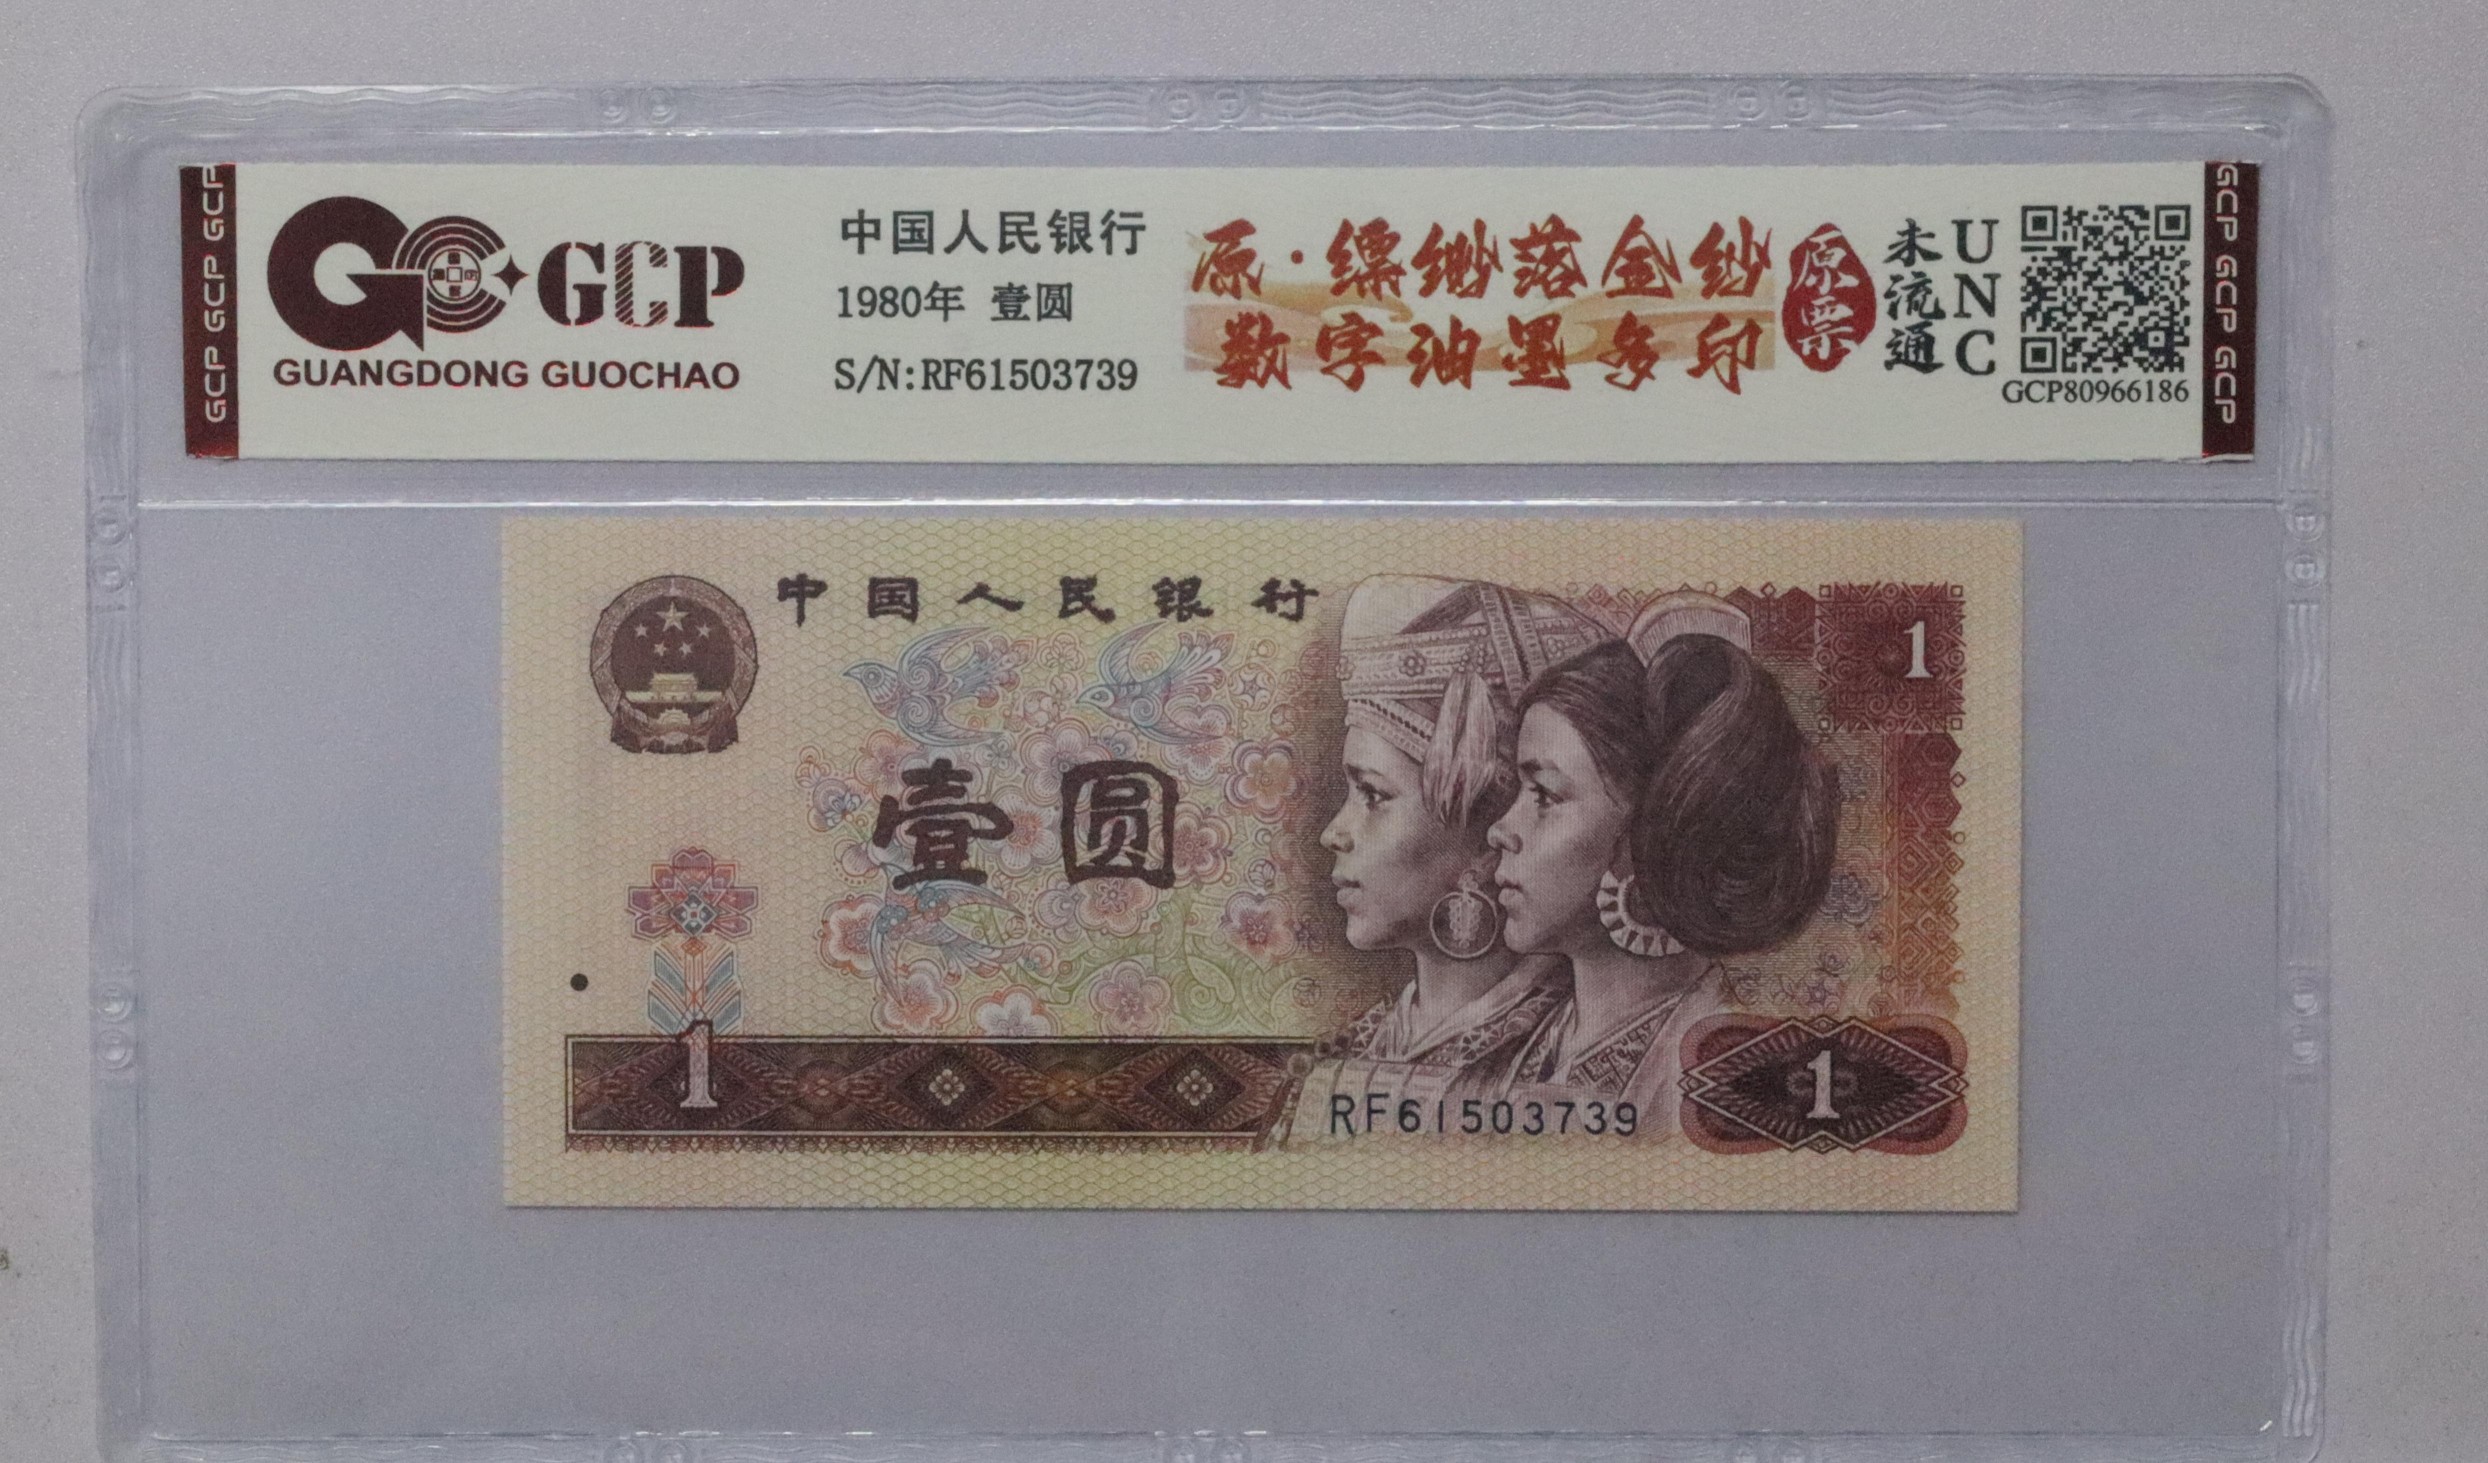 GCP GCP GCP
GCP
GUANGDONG GUOCHAO
中国人民银行
1980年 壹圆
S/N:RF61503739
原·缥缈落金纱
数字油墨多印
原票
未流通
UNC
GCP80966186
GCP GCP GCP
中国人民银行
1
壹圆
1
RF61503739
1